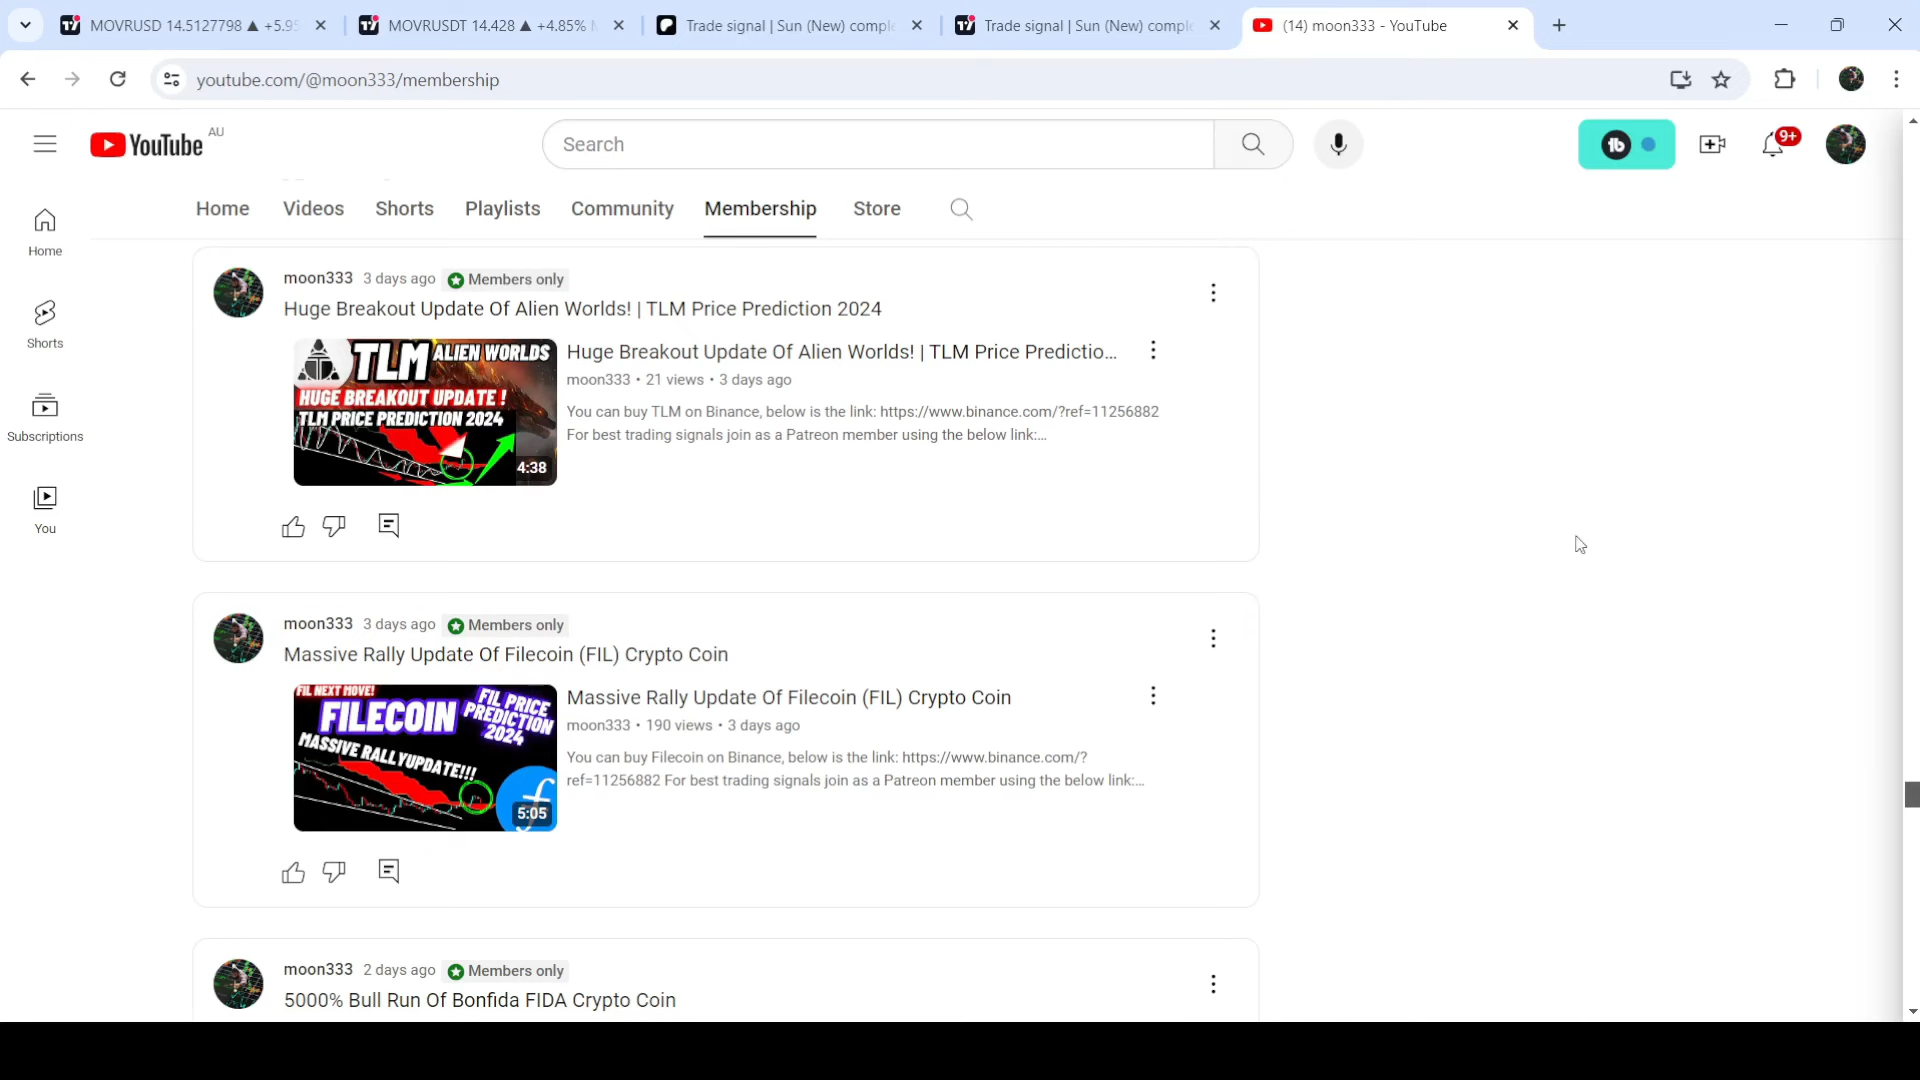 MOVRUSD 14.5127798 ▲ +5.95
MOVRUSDT 14.428 ▲ +4.85%
Trade signal | Sun (New) comple
Trade signal | Sun (New) comple
(14) moon333 - YouTube
youtube.com/@moon333/membership
YouTube AU
Search
9+
Home
Videos
Shorts
Playlists
Community
Membership
Store
Home
Shorts
Subscriptions
You
moon333 3 days ago Members only
Huge Breakout Update Of Alien Worlds! | TLM Price Prediction 2024
TLM ALIEN WORLDS
HUGE BREAKOUT UPDATE !
TLM PRICE PREDICTION 2024
4:38
Huge Breakout Update Of Alien Worlds! | TLM Price Predictio...
moon333 • 21 views • 3 days ago
You can buy TLM on Binance, below is the link: https://www.binance.com/?ref=11256882
For best trading signals join as a Patreon member using the below link:...
moon333 3 days ago Members only
Massive Rally Update Of Filecoin (FIL) Crypto Coin
FIL NEXT MOVE!
FILECOIN
FIL PRICE
PREDICTION
2024
MASSIVE RALLYUPDATE!!!
5:05
Massive Rally Update Of Filecoin (FIL) Crypto Coin
moon333 • 190 views • 3 days ago
You can buy Filecoin on Binance, below is the link: https://www.binance.com/?
ref=11256882 For best trading signals join as a Patreon member using the below link:...
moon333 2 days ago Members only
5000% Bull Run Of Bonfida FIDA Crypto Coin